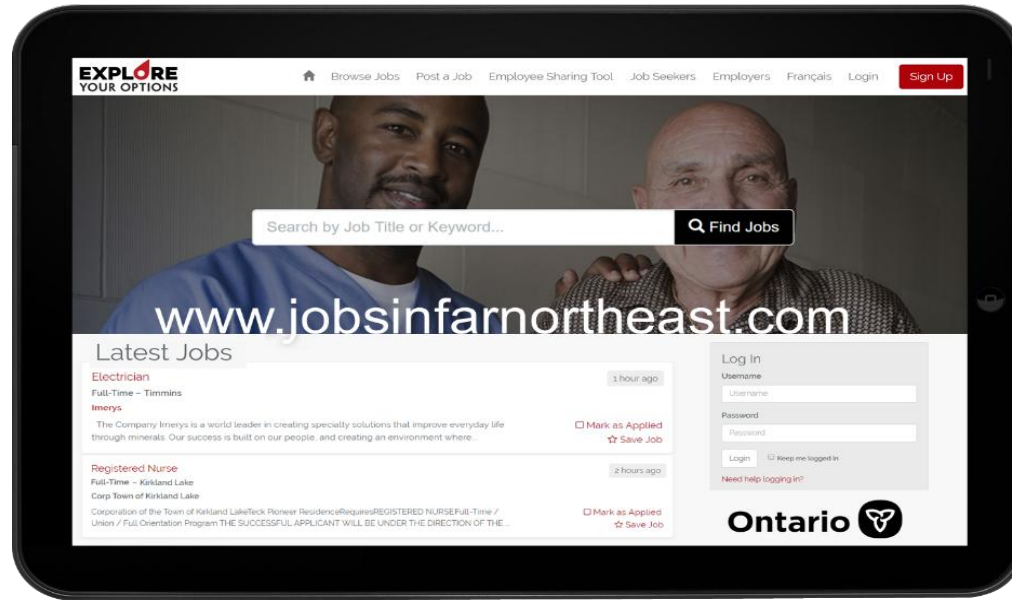 EXPLORE
YOUR OPTIONS
Browse Jobs Post a Job Employee Sharing Tool Job Seekers Employers Français Login Sign Up
Search by Job Title or Keyword... Find Jobs
www.jobsinfarnortheast.com
Latest Jobs
Electrician 1 hour ago
Full-Time – Timmins
Imerys
The Company Imerys is a world leader in creating specialty solutions that improve everyday life
through minerals. Our success is built on our people, and creating an environment where...
Mark as Applied
Save Job
Registered Nurse 2 hours ago
Full-Time – Kirkland Lake
Corp Town of Kirkland Lake
Corporation of the Town of Kirkland LakeTeck Pioneer ResidenceRequiresREGISTERED NURSEFull-Time /
Union / Full Orientation Program THE SUCCESSFUL APPLICANT WILL BE UNDER THE DIRECTION OF THE ...
Mark as Applied
Save Job
Log In
Username
Username
Password
Password
Login Keep me logged in
Need help logging in?
Ontario